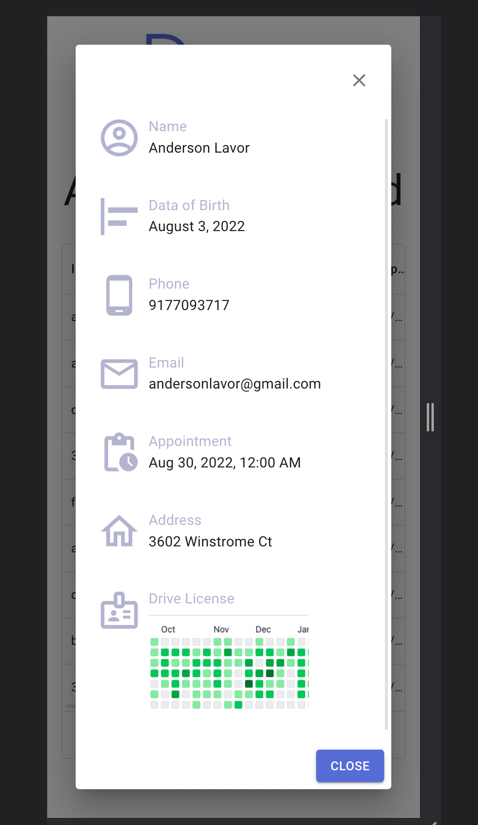 Name
Anderson Lavor
Data of Birth
August 3, 2022
Phone
9177093717
Email
andersonlavor@gmail.com
Appointment
Aug 30, 2022, 12:00 AM
Address
3602 Winstrome Ct
Drive License
Oct Nov Dec Jan
CLOSE